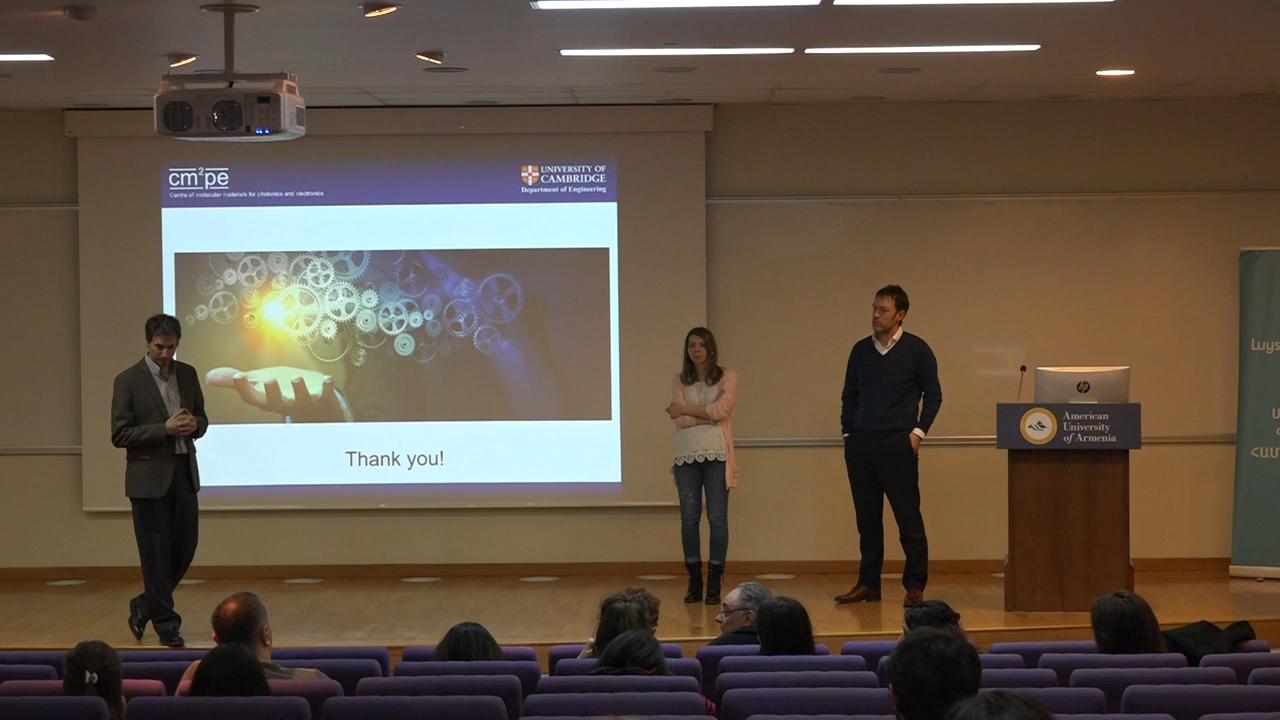 cm²pe
Centre of molecular materials for photonics and electronics
UNIVERSITY OF
CAMBRIDGE
Department of Engineering
Thank you!
hp
American
University
of Armenia
Luys